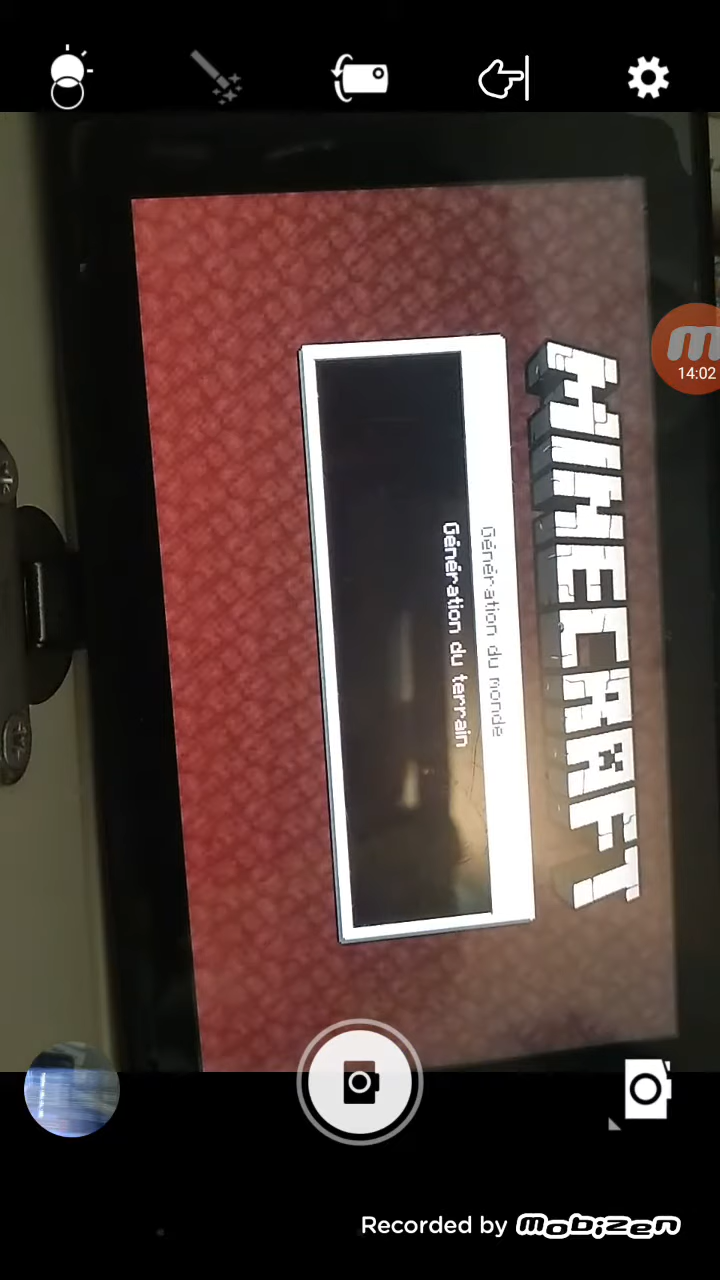 14:02
MINECRAFT
Génération du monde
Génération du terrain
Recorded by mobizen